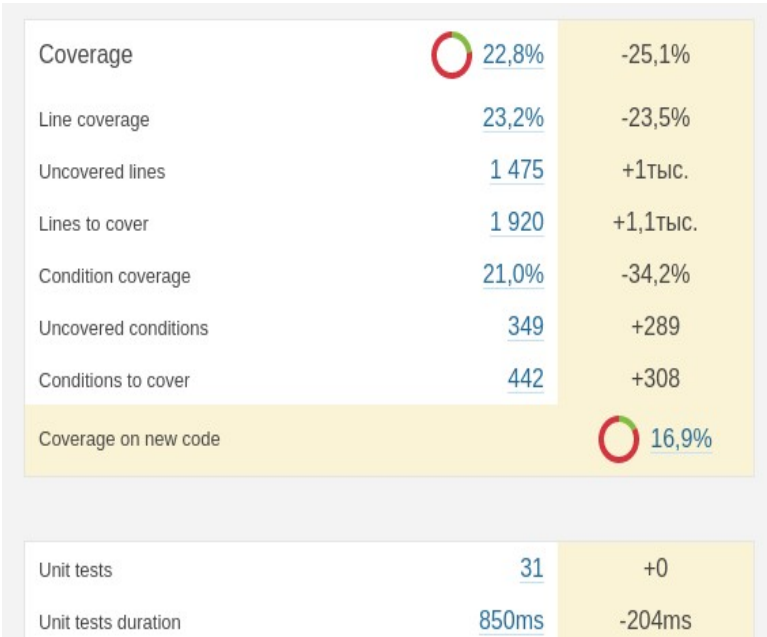 Coverage 22,8% -25,1%
Line coverage 23,2% -23,5%
Uncovered lines 1 475 +1тыс.
Lines to cover 1 920 +1,1тыс.
Condition coverage 21,0% -34,2%
Uncovered conditions 349 +289
Conditions to cover 442 +308
Coverage on new code 16,9%
Unit tests 31 +0
Unit tests duration 850ms -204ms